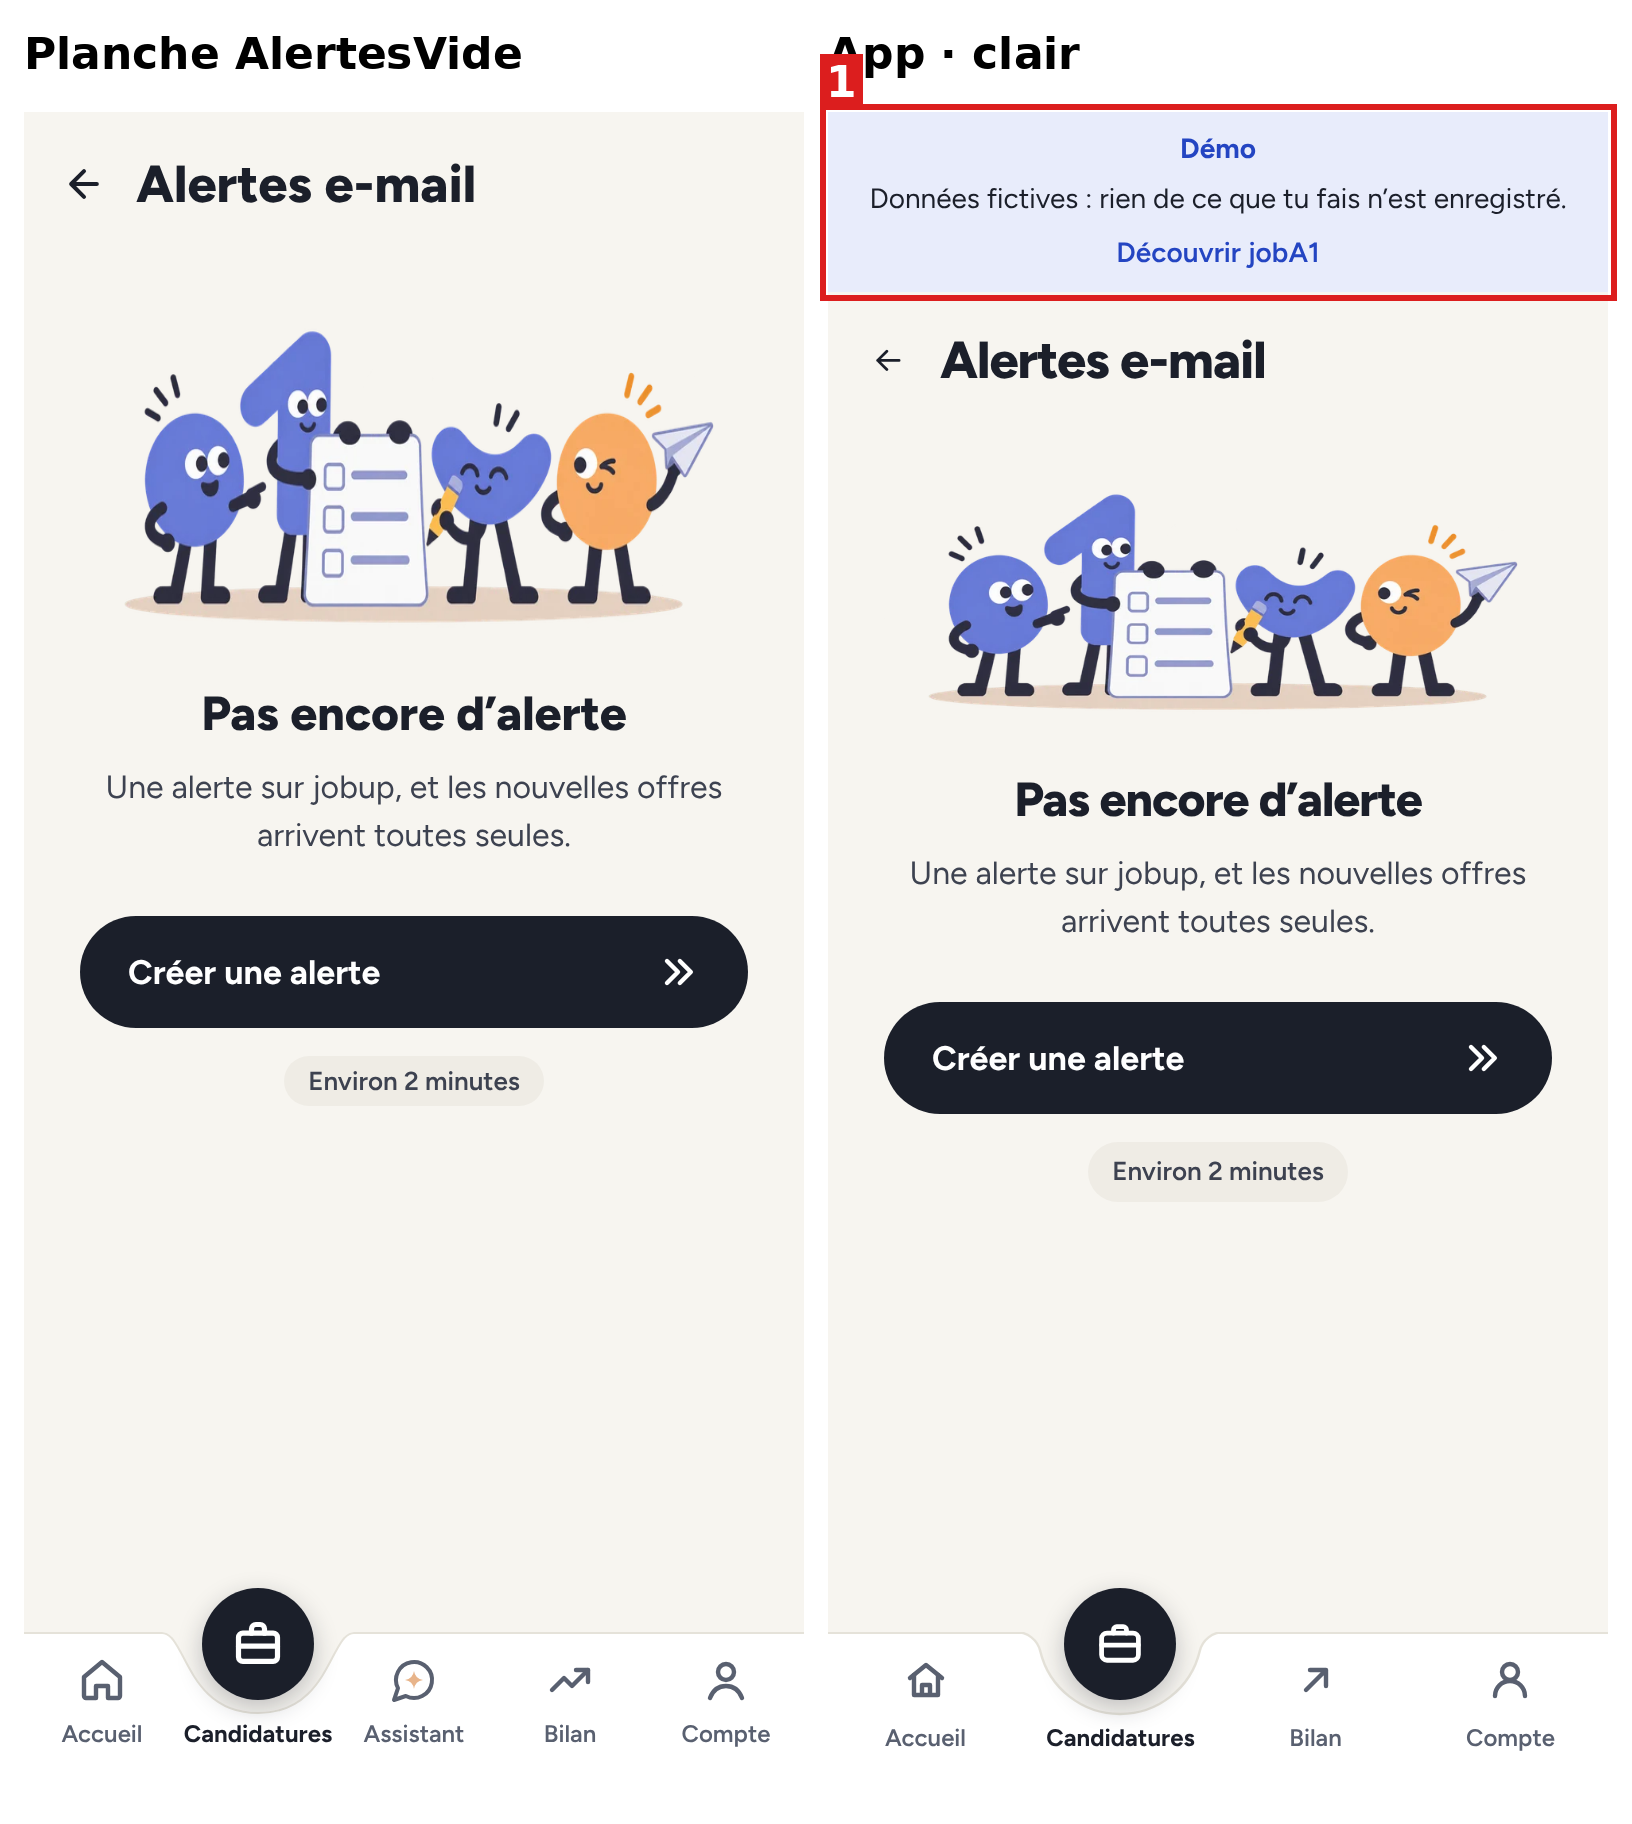 Planche AlertesVide
Alertes e-mail
Pas encore d’alerte
Une alerte sur jobup, et les nouvelles offres
arrivent toutes seules.
Créer une alerte
Environ 2 minutes
Accueil
Candidatures
Assistant
Bilan
Compte
App · clair
1
Démo
Données fictives : rien de ce que tu fais n’est enregistré.
Découvrir jobA1
Alertes e-mail
Pas encore d’alerte
Une alerte sur jobup, et les nouvelles offres
arrivent toutes seules.
Créer une alerte
Environ 2 minutes
Accueil
Candidatures
Bilan
Compte